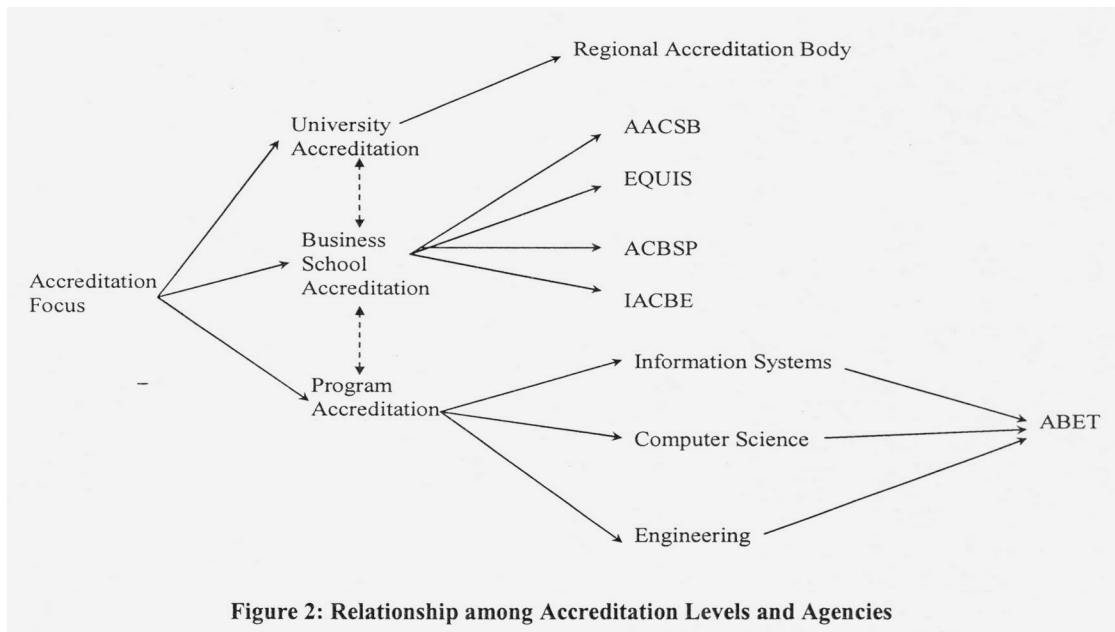 Regional Accreditation Body
University
Accreditation
AACSB
EQUIS
Business
School
Accreditation
ACBSP
IACBE
Accreditation
Focus
Information Systems
Program
Accreditation
Computer Science
ABET
Engineering
Figure 2: Relationship among Accreditation Levels and Agencies